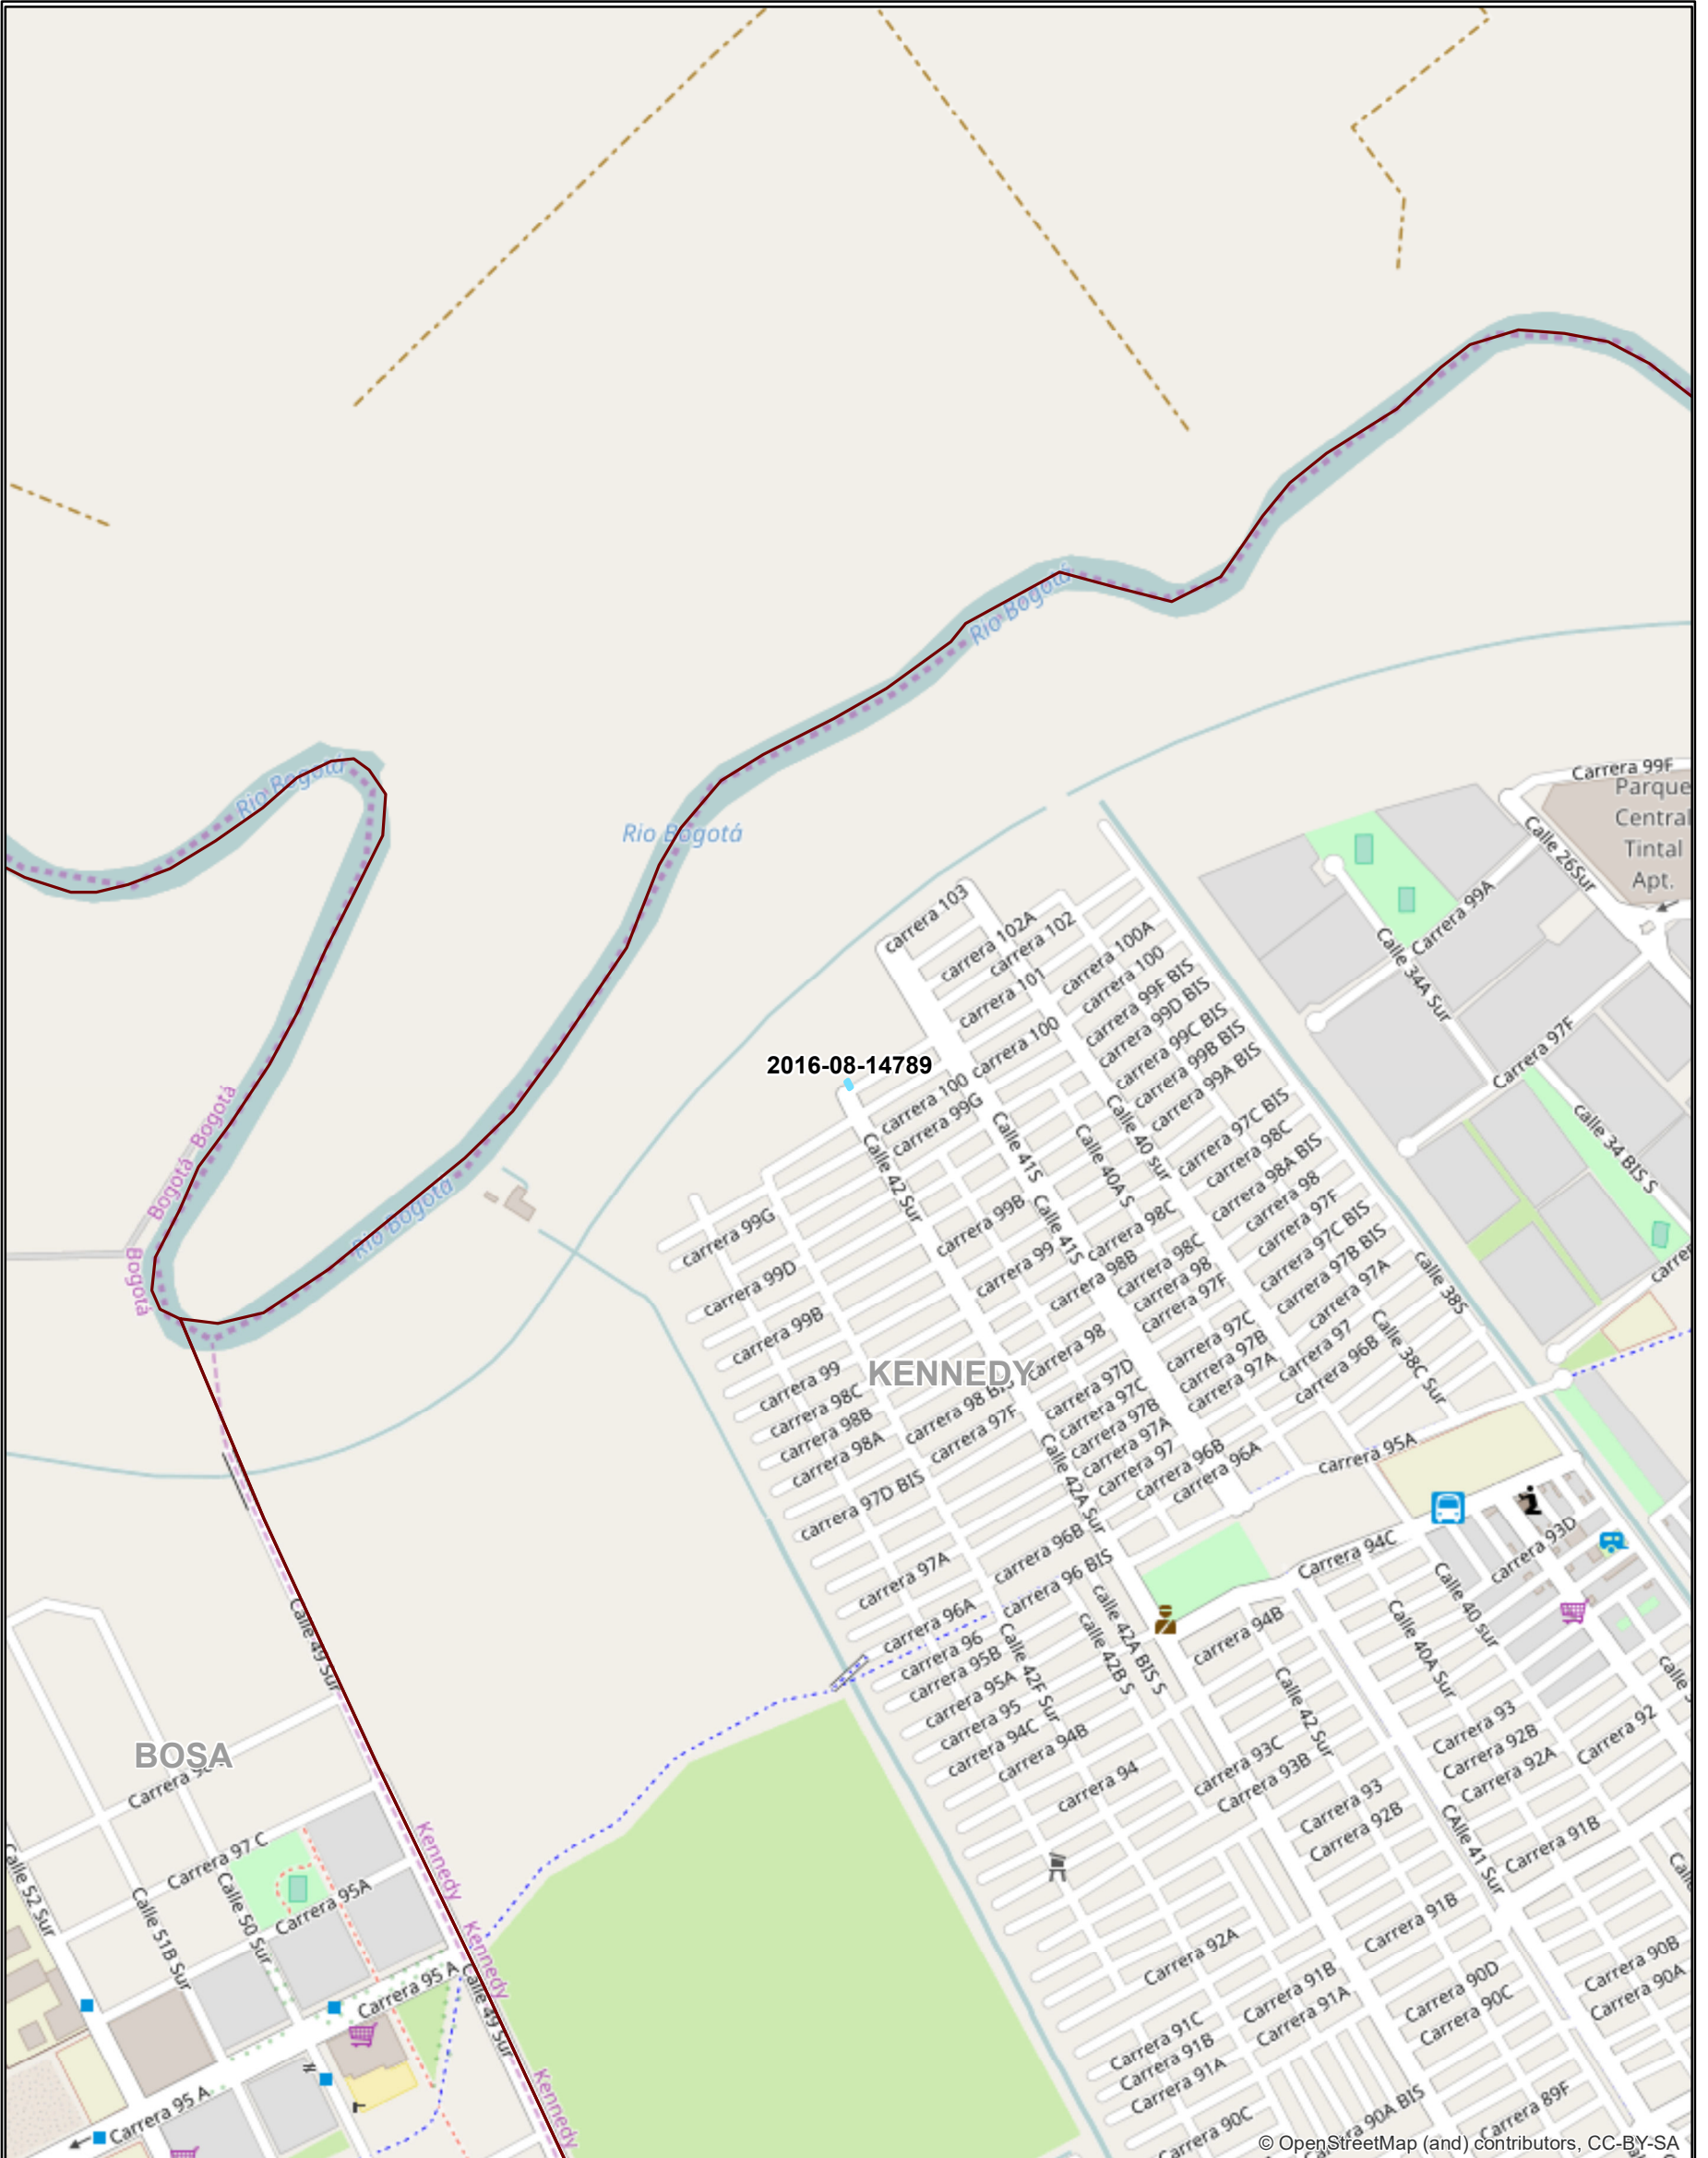 Rio Bogotá
Rio Bogotá
Rio Bogotá
Rio Bogotá
Carrera 99F
Parque
Central
Tintal
Apt.
Calle 26Sur
Carrera 99A
Calle 34A Sur
Carrera 97F
Calle 34 BIS S
carrera 103
carrera 102A
carrera 102
carrera 101
carrera 100A
carrera 100
carrera 99F BIS
carrera 99D BIS
carrera 99C BIS
carrera 99B BIS
carrera 99A BIS
carrera 100
2016-08-14789
carrera 100
carrera 99G
Calle 42 Sur
Calle 41S
Calle 40A S
Calle 40 sur
carrera 97C BIS
carrera 98C
carrera 98A BIS
carrera 98
carrera 97F
carrera 97C BIS
carrera 97B BIS
carrera 97A
Calle 38S
Bogotá
Bogotá
Bogotá
carrera 99G
carrera 99D
carrera 99B
carrera 99
carrera 98C
carrera 98B
carrera 98A
carrera 97D BIS
carrera 99B
carrera 99
Calle 41S
carrera 98C
carrera 98B
carrera 98C
carrera 98
carrera 97F
carrera 97C
carrera 97B
carrera 97A
carrera 97
carrera 96B
Calle 38C Sur
KENNEDY
carrera 98
carrera 98 BIS
carrera 97F
carrera 97D
carrera 97C
carrera 97B
carrera 97A
carrera 97
carrera 96B
carrera 96A
carrera 95A
Calle 42A Sur
carrera 97A
carrera 96B
carrera 96 BIS
carrera 96A
carrera 96
carrera 95B
carrera 95A
carrera 95
carrera 94C
carrera 94B
carrera 94
Calle 42F Sur
calle 42B S
calle 42A BIS S
Carrera 94C
carrera 93D
carrera 94B
Calle 40 sur
Calle 40A Sur
Calle 42 Sur
carrera 93C
Carrera 93B
Carrera 93
Carrera 92B
Carrera 92A
Carrera 92
Carrera 93
Carrera 92B
CAlle 41 Sur
Carrera 91B
Carrera 91B
Carrera 92A
Carrera 91B
Carrera 91A
Carrera 90D
Carrera 90C
Carrera 90B
Carrera 90A
Carrera 91C
Carrera 91B
Carrera 91A
Carrera 90C
Carrera 90A BIS
Carrera 89F
Calle 49 Sur
BOSA
Carrera 97 C
Carrera 95A
Calle 52 Sur
Calle 51B Sur
Calle 50 Sur
Carrera 95 A
Carrera 95 A
Calle 49 Sur
Kennedy
Kennedy
Kennedy
© OpenStreetMap (and) contributors, CC-BY-SA